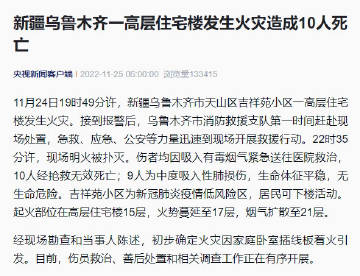 新疆乌鲁木齐一高层住宅楼发生火灾造成10人死
亡
央视新闻客户端 | 2022-11-25 06:00:00 浏览量133415
11月24日19时49分许，新疆乌鲁木齐市天山区吉祥苑小区一高层住
宅楼发生火灾。接到报警后，乌鲁木齐市消防救援支队第一时间赶赴现
场处置，急救、应急、公安等力量迅速到现场开展救援行动。22时35
分许，现场明火被扑灭。伤者均因吸入有毒烟气紧急送往医院救治，
10人经抢救无效死亡；9人为中度吸入性肺损伤，生命体征平稳，无
生命危险。吉祥苑小区为新冠肺炎疫情低风险区，居民可下楼活动。
起火部位在高层住宅楼15层，火势蔓延至17层，烟气扩散至21层。
经现场勘查和当事人陈述，初步确定火灾因家庭卧室插线板着火引
发。目前，伤员救治、善后处置和相关调查工作正在有序开展。